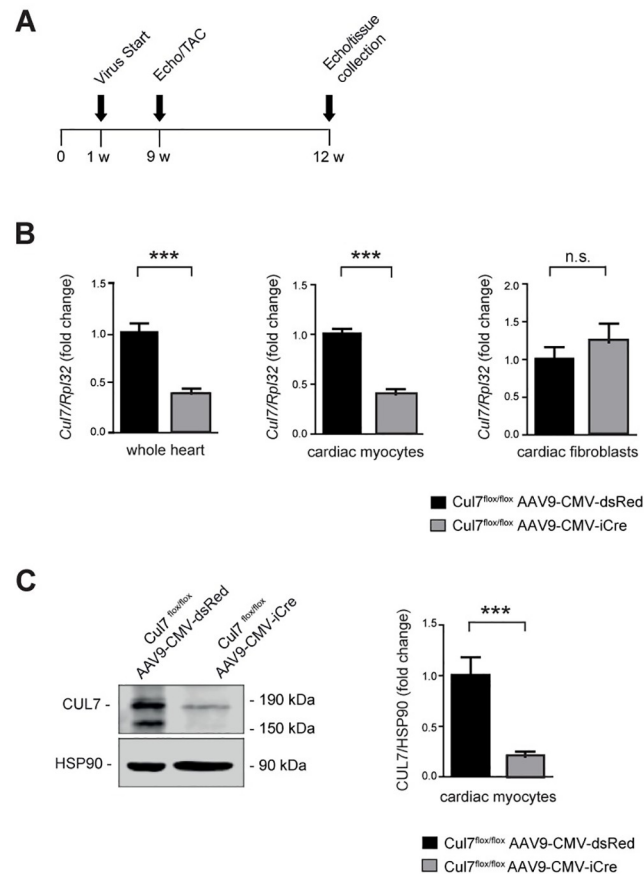 A
Virus Start
Echo/TAC
Echo/tissue
collection
0
1 w
9 w
12 w
B
***
1.5
1.0
0.5
0.0
Cul7/Rpl32 (fold change)
whole heart
***
1.5
1.0
0.5
0.0
Cul7/Rpl32 (fold change)
cardiac myocytes
n.s.
2.0
1.5
1.0
0.5
0.0
Cul7/Rpl32 (fold change)
cardiac fibroblasts
Cul7flox/flox AAV9-CMV-dsRed
Cul7flox/flox AAV9-CMV-iCre
C
Cul7 flox/flox
AAV9-CMV-dsRed
Cul7 flox/flox
AAV9-CMV-iCre
CUL7 -
- 190 kDa
- 150 kDa
HSP90 -
- 90 kDa
***
1.5
1.0
0.5
0.0
CUL7/HSP90 (fold change)
cardiac myocytes
Cul7flox/flox AAV9-CMV-dsRed
Cul7flox/flox AAV9-CMV-iCre